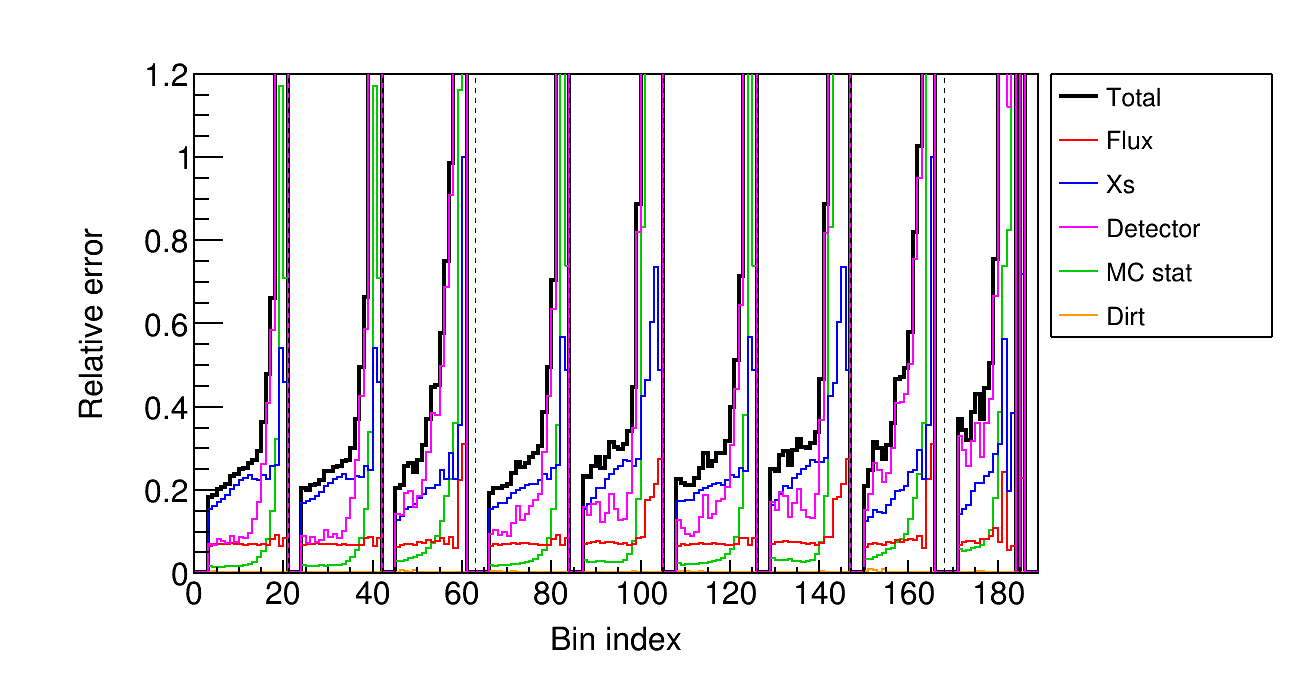 1.2
1
0.8
0.6
0.4
0.2
0
Relative error
0 20 40 60 80 100 120 140 160 180
Bin index
Total
Flux
Xs
Detector
MC stat
Dirt